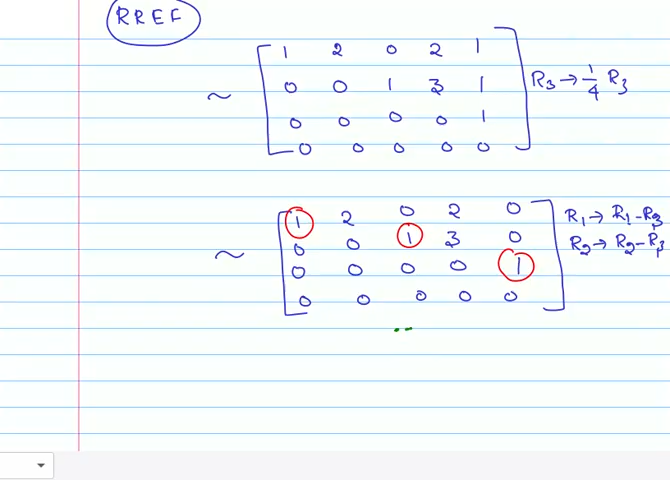 RREF
1 2 0 2 1
~ 0 0 1 3 1 R3 → 1/4 R3
0 0 0 0 1
0 0 0 0 0
1 2 0 2 0 R1 → R1 - R3
~ 0 0 1 3 0 R2 → R2 - R3
0 0 0 0 1
0 0 0 0 0